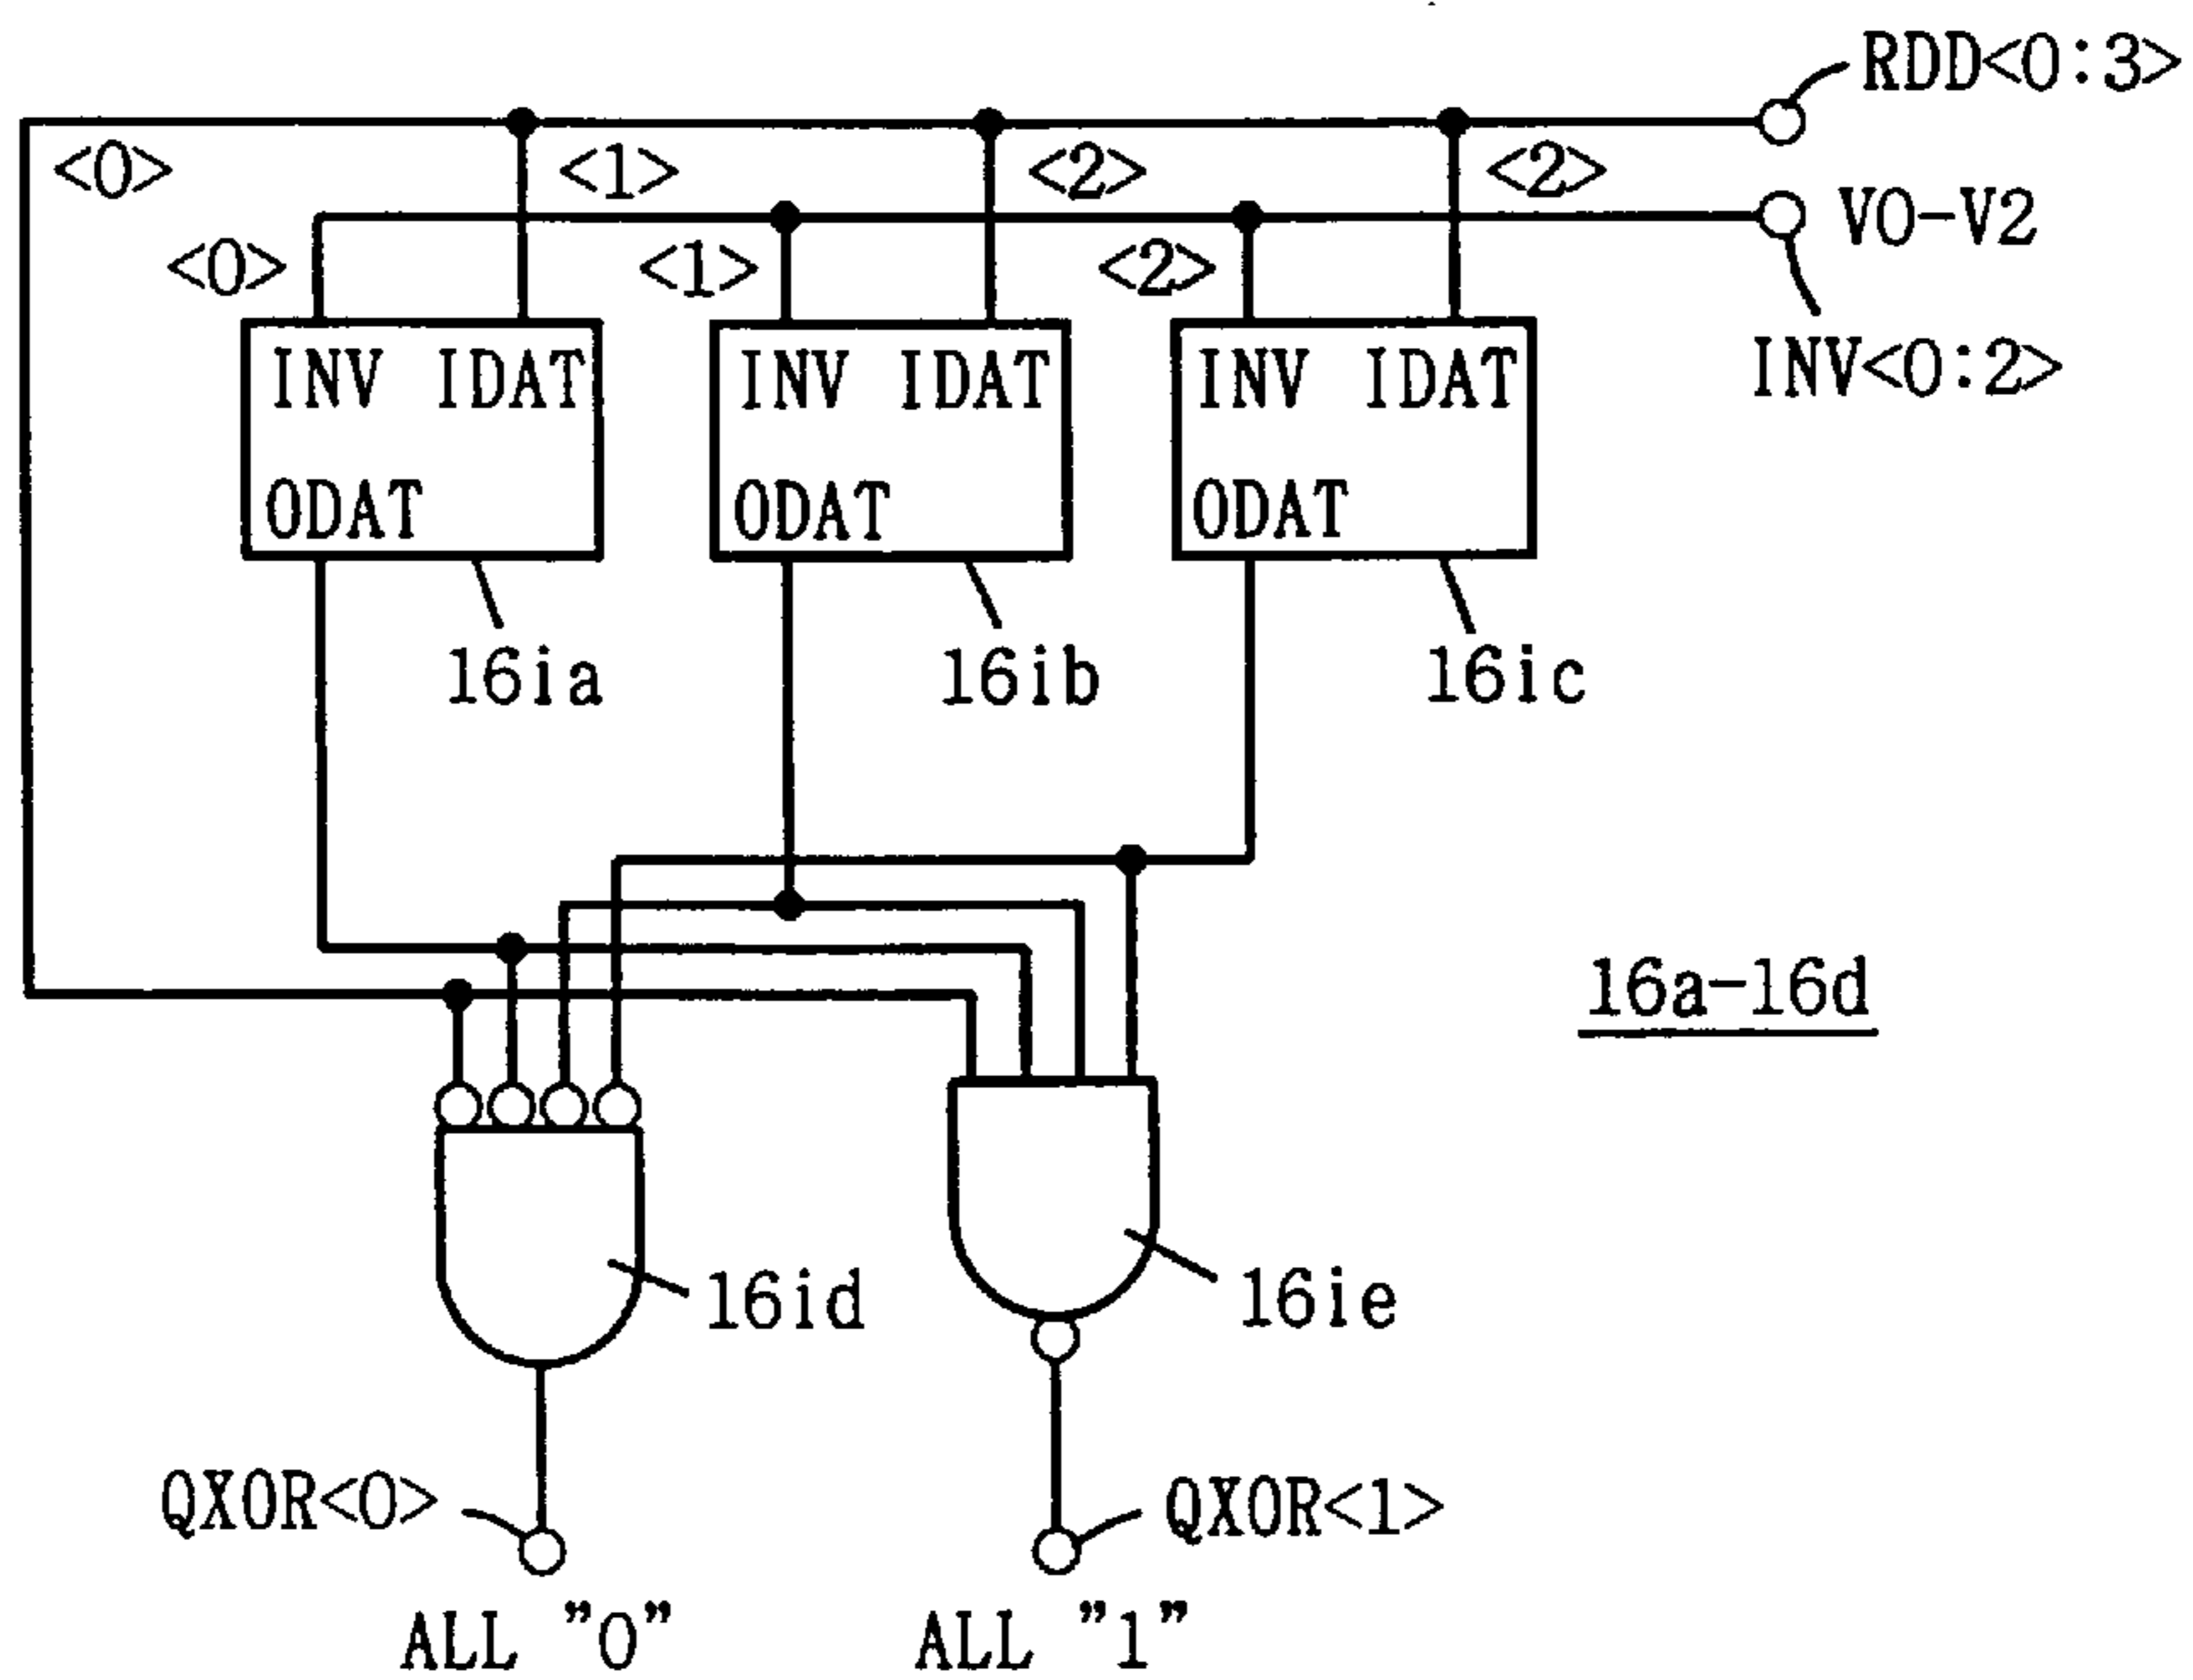 RDD<0:3>
<0> <1> <2> <2>
V0-V2
<0> <1> <2>
INV<0:2>
INV IDAT INV IDAT INV IDAT
ODAT ODAT ODAT
16ia 16ib 16ic
16a-16d
16id 16ie
QXOR<0> QXOR<1>
ALL "0" ALL "1"